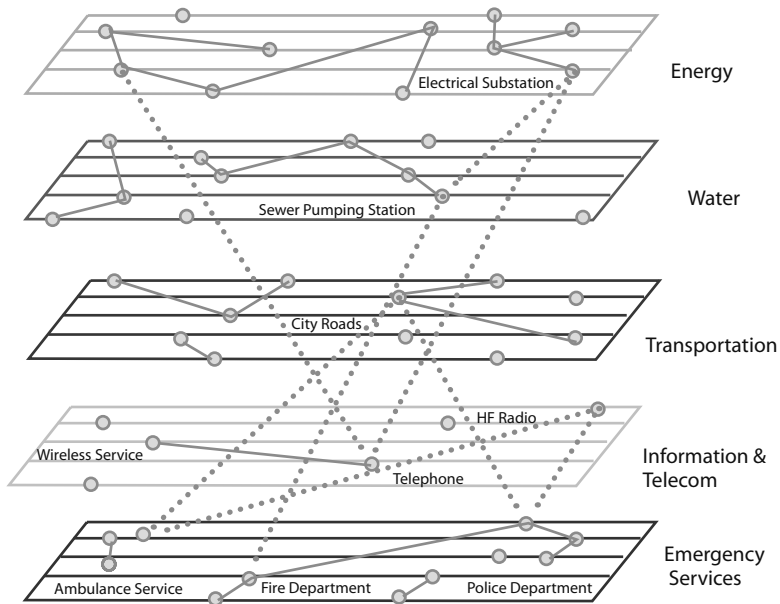 Electrical Substation
Energy
Sewer Pumping Station
Water
City Roads
Transportation
HF Radio
Wireless Service
Telephone
Information &
Telecom
Ambulance Service
Fire Department
Police Department
Emergency
Services